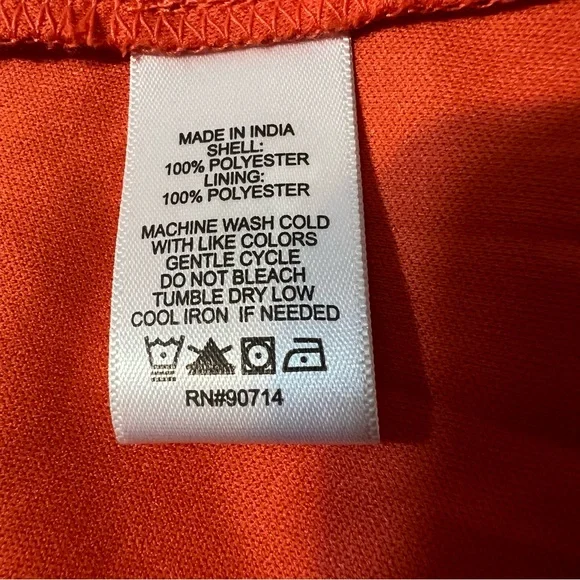 MADE IN INDIA
SHELL:
100% POLYESTER
LINING:
100% POLYESTER
MACHINE WASH COLD
WITH LIKE COLORS
GENTLE CYCLE
DO NOT BLEACH
TUMBLE DRY LOW
COOL IRON IF NEEDED
RN#90714